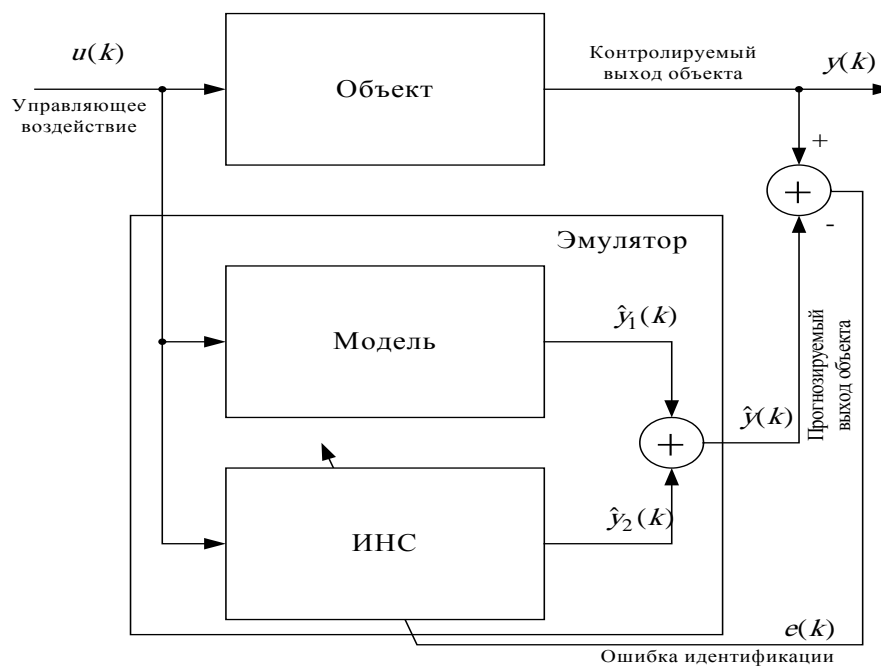 u(k)
Управляющее
воздействие
Объект
Контролируемый
выход объекта
y(k)
+
+
-
Эмулятор
Модель
ŷ₁(k)
+
ŷ(k)
Прогнозируемый
выход объекта
ИНС
ŷ₂(k)
e(k)
Ошибка идентификации